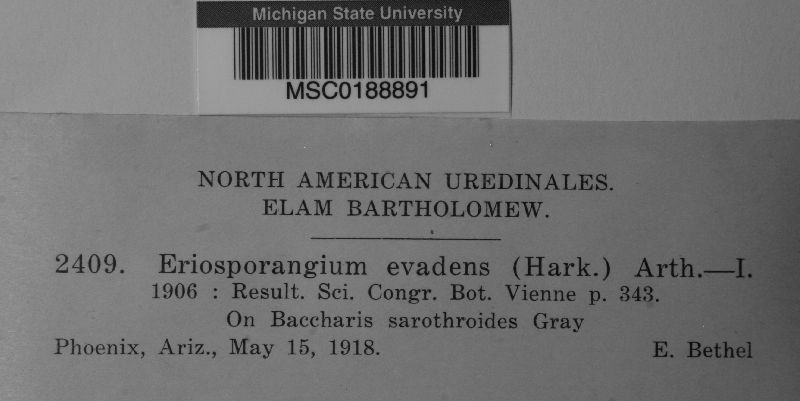 Michigan State University
MSC0188891
NORTH AMERICAN UREDINALES.
ELAM BARTHOLOMEW.
2409. Eriosporangium evadens (Hark.) Arth.—I.
1906 : Result. Sci. Congr. Bot. Vienne p. 343.
On Baccharis sarothroides Gray
Phoenix, Ariz., May 15, 1918. E. Bethel